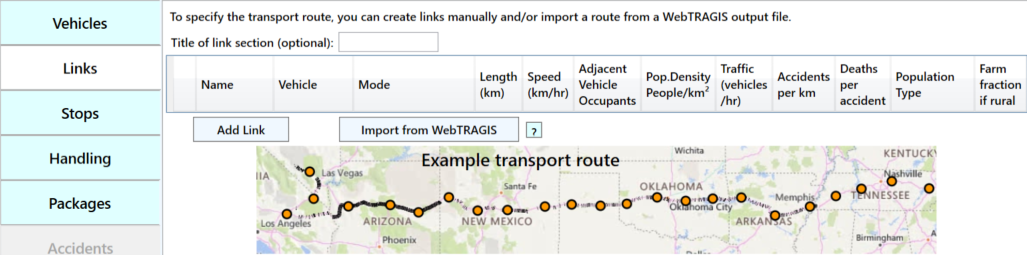 Vehicles
Links
Stops
Handling
Packages
Accidents
To specify the transport route, you can create links manually and/or import a route from a WebTRAGIS output file.
Title of link section (optional):
Name
Vehicle
Mode
Length
(km)
Speed
(km/hr)
Adjacent
Vehicle
Occupants
Pop.Density
People/km²
Traffic
(vehicles
/hr)
Accidents
per km
Deaths
per
accident
Population
Type
Farm
fraction
if rural
Add Link
Import from WebTRAGIS
?
Example transport route
IIA
Las Vegas
Los Angeles
ARIZONA
Phoenix
Santa Fe
NEW MEXICO
Wichita
OKLAHOMA
Oklahoma City
Dallas
ARKANSAS
Memphis
KENTUCKY
Nashville
TENNESSEE
Birmingham
A